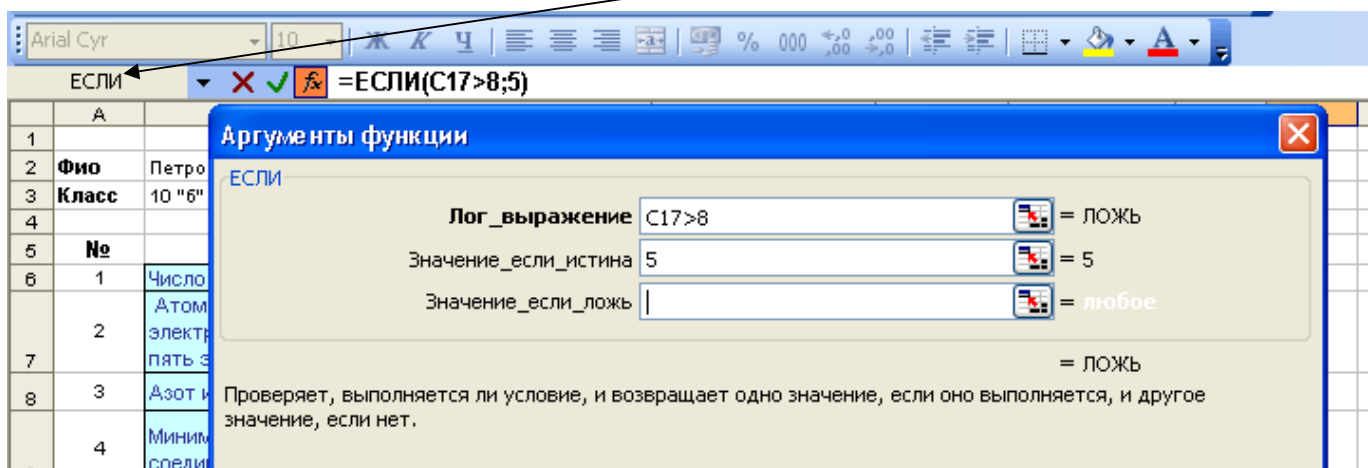 Arial Cyr 10 Ж К Ч % 000
ЕСЛИ =ЕСЛИ(C17>8;5)
A
1 Аргументы функции
2 Фио Петро ЕСЛИ
3 Класс 10 "б"
Лог_выражение C17>8 = ЛОЖЬ
4
5 № Значение_если_истина 5 = 5
6 1 Число
Значение_если_ложь = любое
Атом
2 электр
7 пять э = ЛОЖЬ
8 3 Азот и Проверяет, выполняется ли условие, и возвращает одно значение, если оно выполняется, и другое
значение, если нет.
4 Миним
соеди